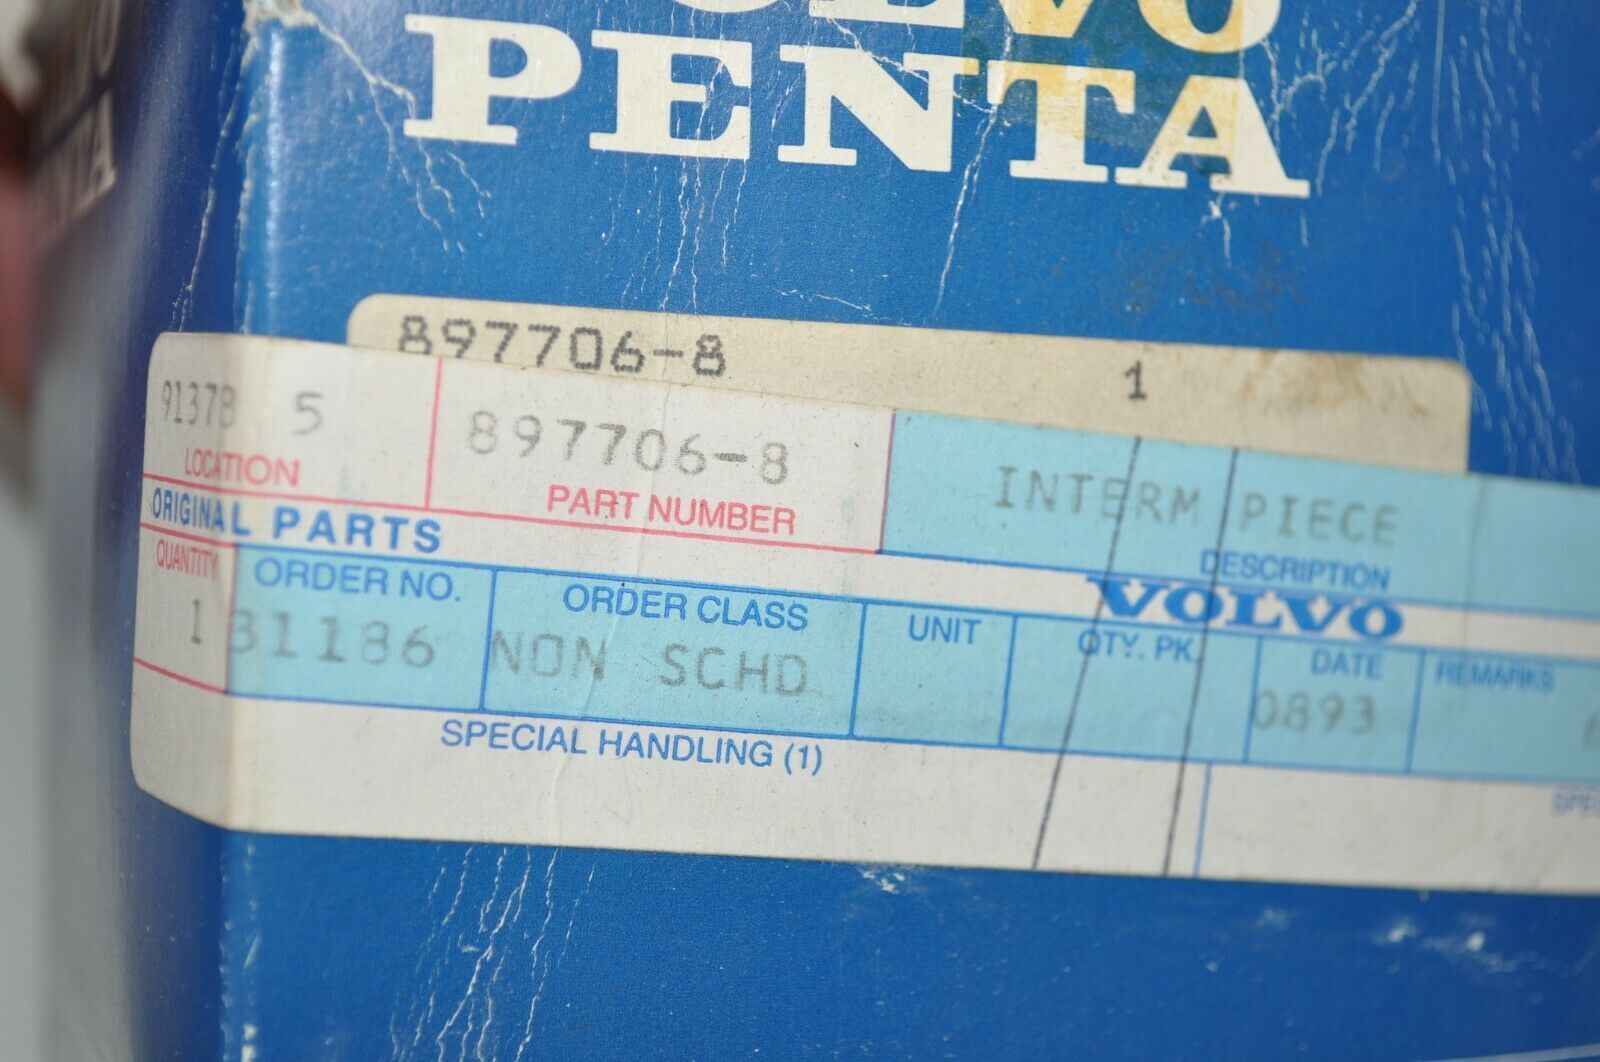 VOLVO
PENTA
897706-8 1
9137B 5 897706-8 INTERM PIECE
LOCATION PART NUMBER DESCRIPTION
ORIGINAL PARTS VOLVO
QUANTITY ORDER NO. ORDER CLASS UNIT QTY. PK. DATE REMARKS
1 31186 NON SCHD 0893
SPECIAL HANDLING (1)